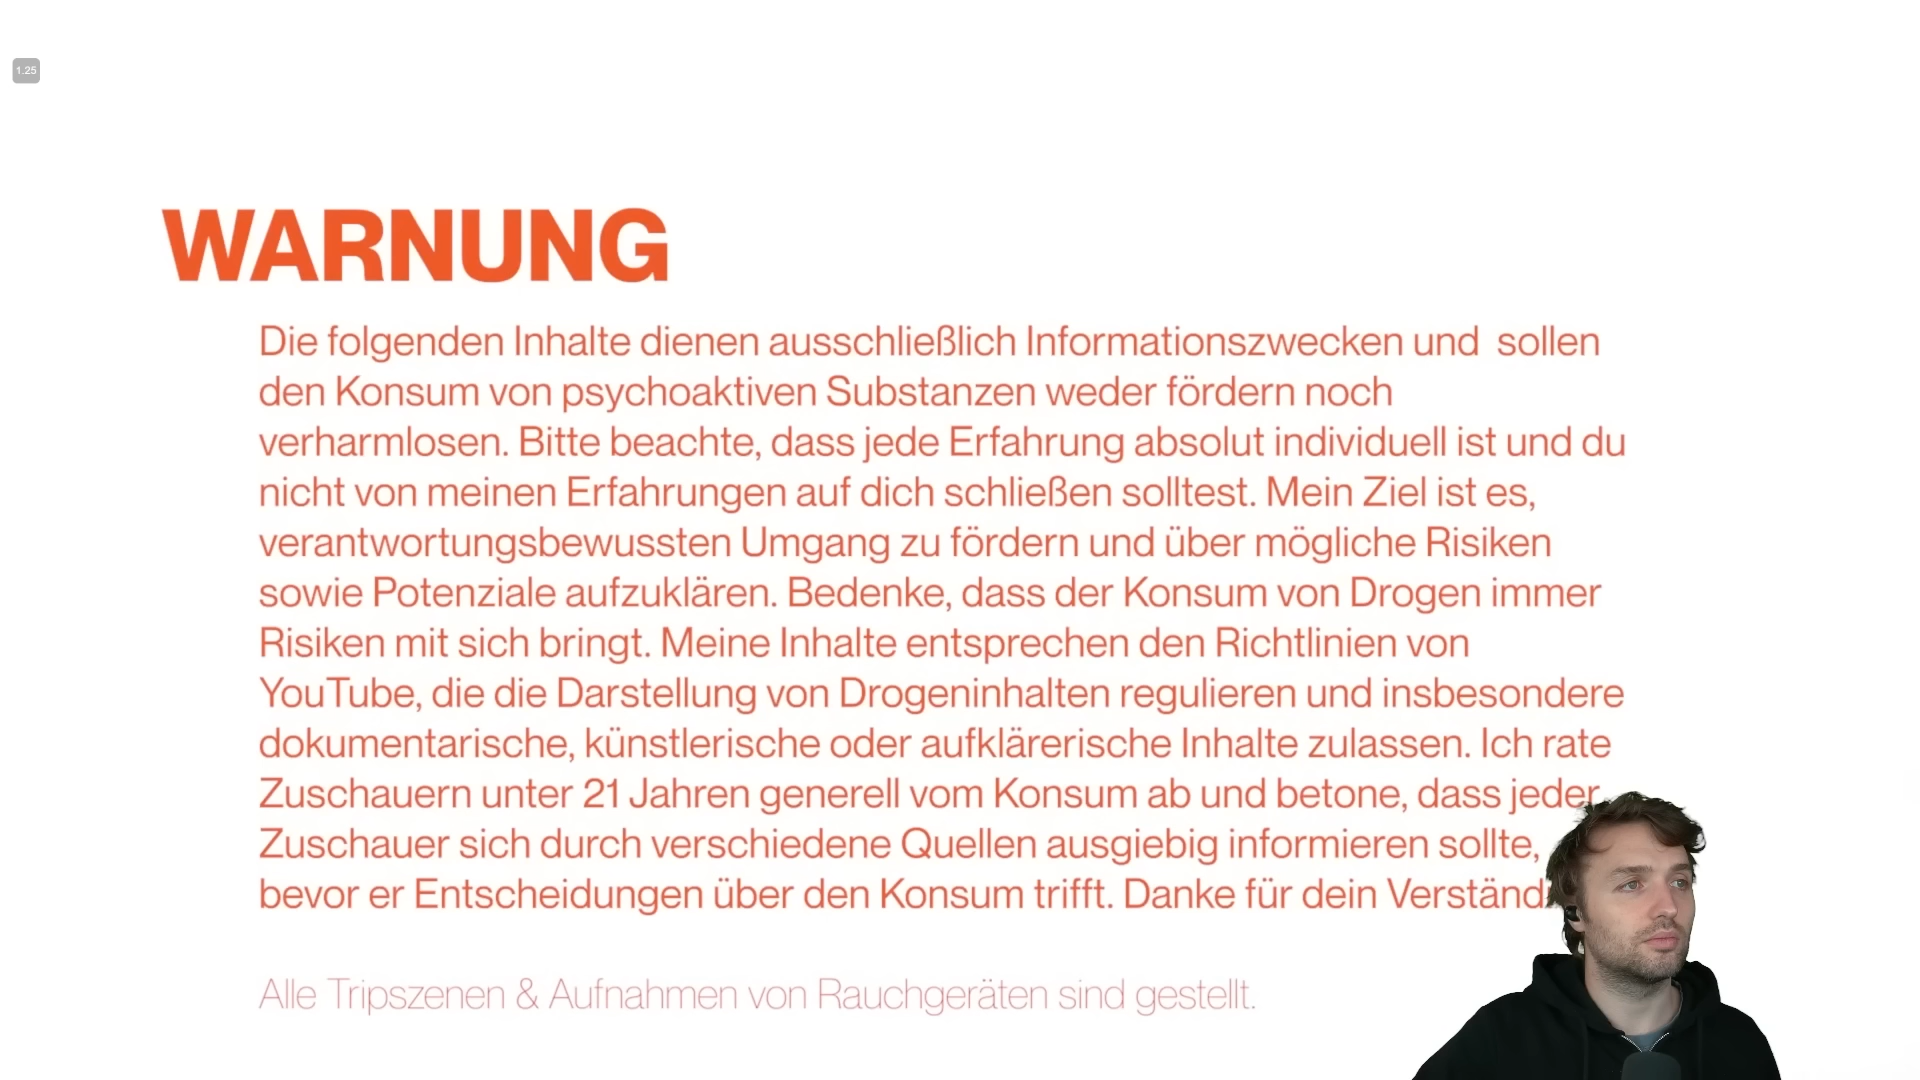 1.25
WARNUNG
Die folgenden Inhalte dienen ausschließlich Informationszwecken und sollen
den Konsum von psychoaktiven Substanzen weder fördern noch
verharmlosen. Bitte beachte, dass jede Erfahrung absolut individuell ist und du
nicht von meinen Erfahrungen auf dich schließen solltest. Mein Ziel ist es,
verantwortungsbewussten Umgang zu fördern und über mögliche Risiken
sowie Potenziale aufzuklären. Bedenke, dass der Konsum von Drogen immer
Risiken mit sich bringt. Meine Inhalte entsprechen den Richtlinien von
YouTube, die die Darstellung von Drogeninhalten regulieren und insbesondere
dokumentarische, künstlerische oder aufklärerische Inhalte zulassen. Ich rate
Zuschauern unter 21 Jahren generell vom Konsum ab und betone, dass jeder
Zuschauer sich durch verschiedene Quellen ausgiebig informieren sollte,
bevor er Entscheidungen über den Konsum trifft. Danke für dein
Alle Tripszenen & Aufnahmen von Rauchgeräten sind gestellt.